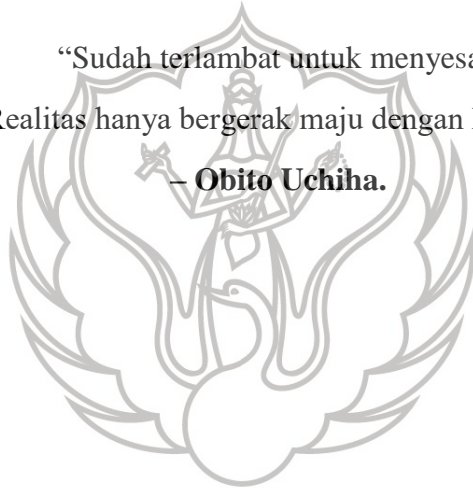 “Sudah terlambat untuk menyesa
Realitas hanya bergerak maju dengan
– Obito Uchiha.